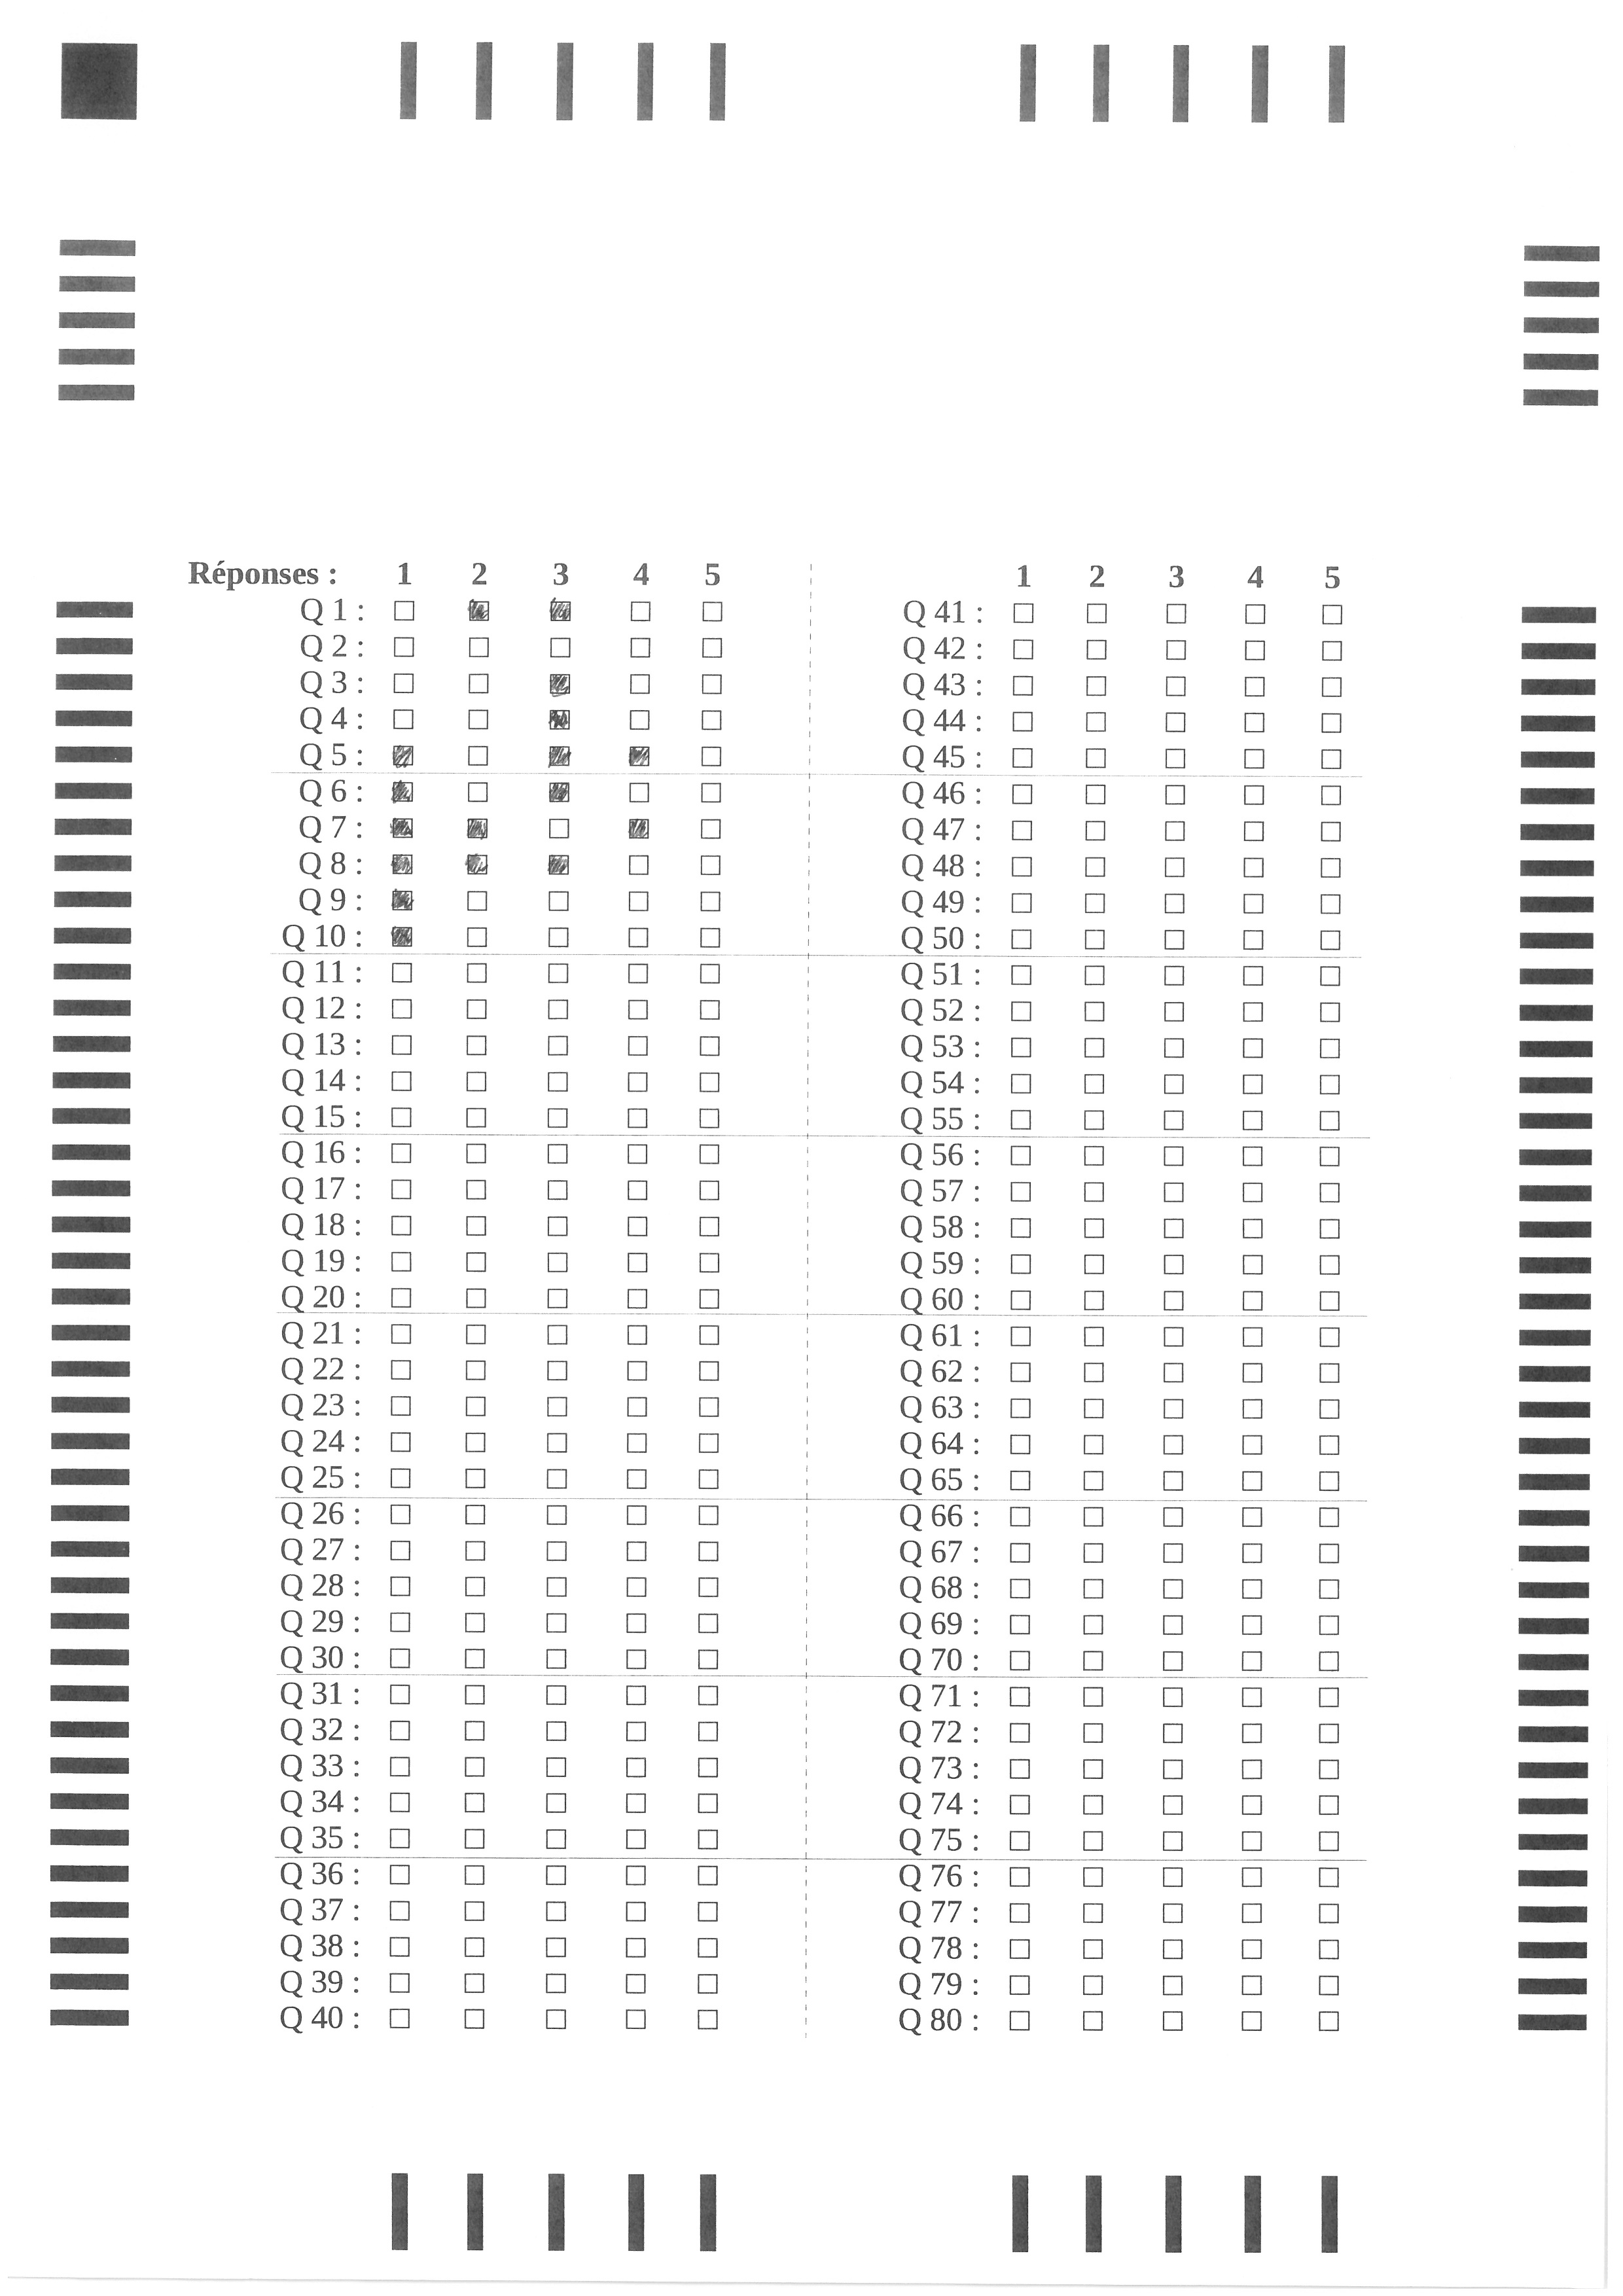 Réponses : 1 2 3 4 5
Q 1 :
Q 2 :
Q 3 :
Q 4 :
Q 5 :
Q 6 :
Q 7 :
Q 8 :
Q 9 :
Q 10 :
Q 11 :
Q 12 :
Q 13 :
Q 14 :
Q 15 :
Q 16 :
Q 17 :
Q 18 :
Q 19 :
Q 20 :
Q 21 :
Q 22 :
Q 23 :
Q 24 :
Q 25 :
Q 26 :
Q 27 :
Q 28 :
Q 29 :
Q 30 :
Q 31 :
Q 32 :
Q 33 :
Q 34 :
Q 35 :
Q 36 :
Q 37 :
Q 38 :
Q 39 :
Q 40 :
1 2 3 4 5
Q 41 :
Q 42 :
Q 43 :
Q 44 :
Q 45 :
Q 46 :
Q 47 :
Q 48 :
Q 49 :
Q 50 :
Q 51 :
Q 52 :
Q 53 :
Q 54 :
Q 55 :
Q 56 :
Q 57 :
Q 58 :
Q 59 :
Q 60 :
Q 61 :
Q 62 :
Q 63 :
Q 64 :
Q 65 :
Q 66 :
Q 67 :
Q 68 :
Q 69 :
Q 70 :
Q 71 :
Q 72 :
Q 73 :
Q 74 :
Q 75 :
Q 76 :
Q 77 :
Q 78 :
Q 79 :
Q 80 :